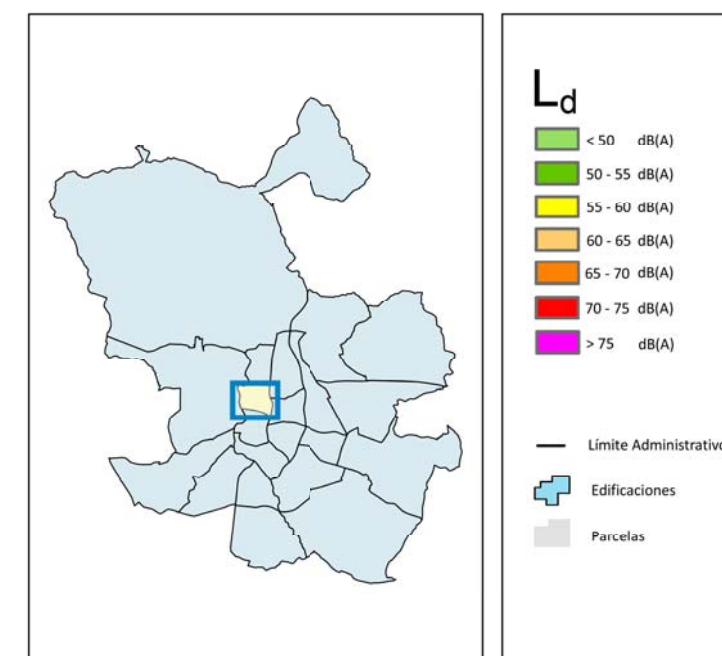 Ld
< 50 dB(A)
50 - 55 dB(A)
55 - 60 dB(A)
60 - 65 dB(A)
65 - 70 dB(A)
70 - 75 dB(A)
> 75 dB(A)
Límite Administrativo
Edificaciones
Parcelas